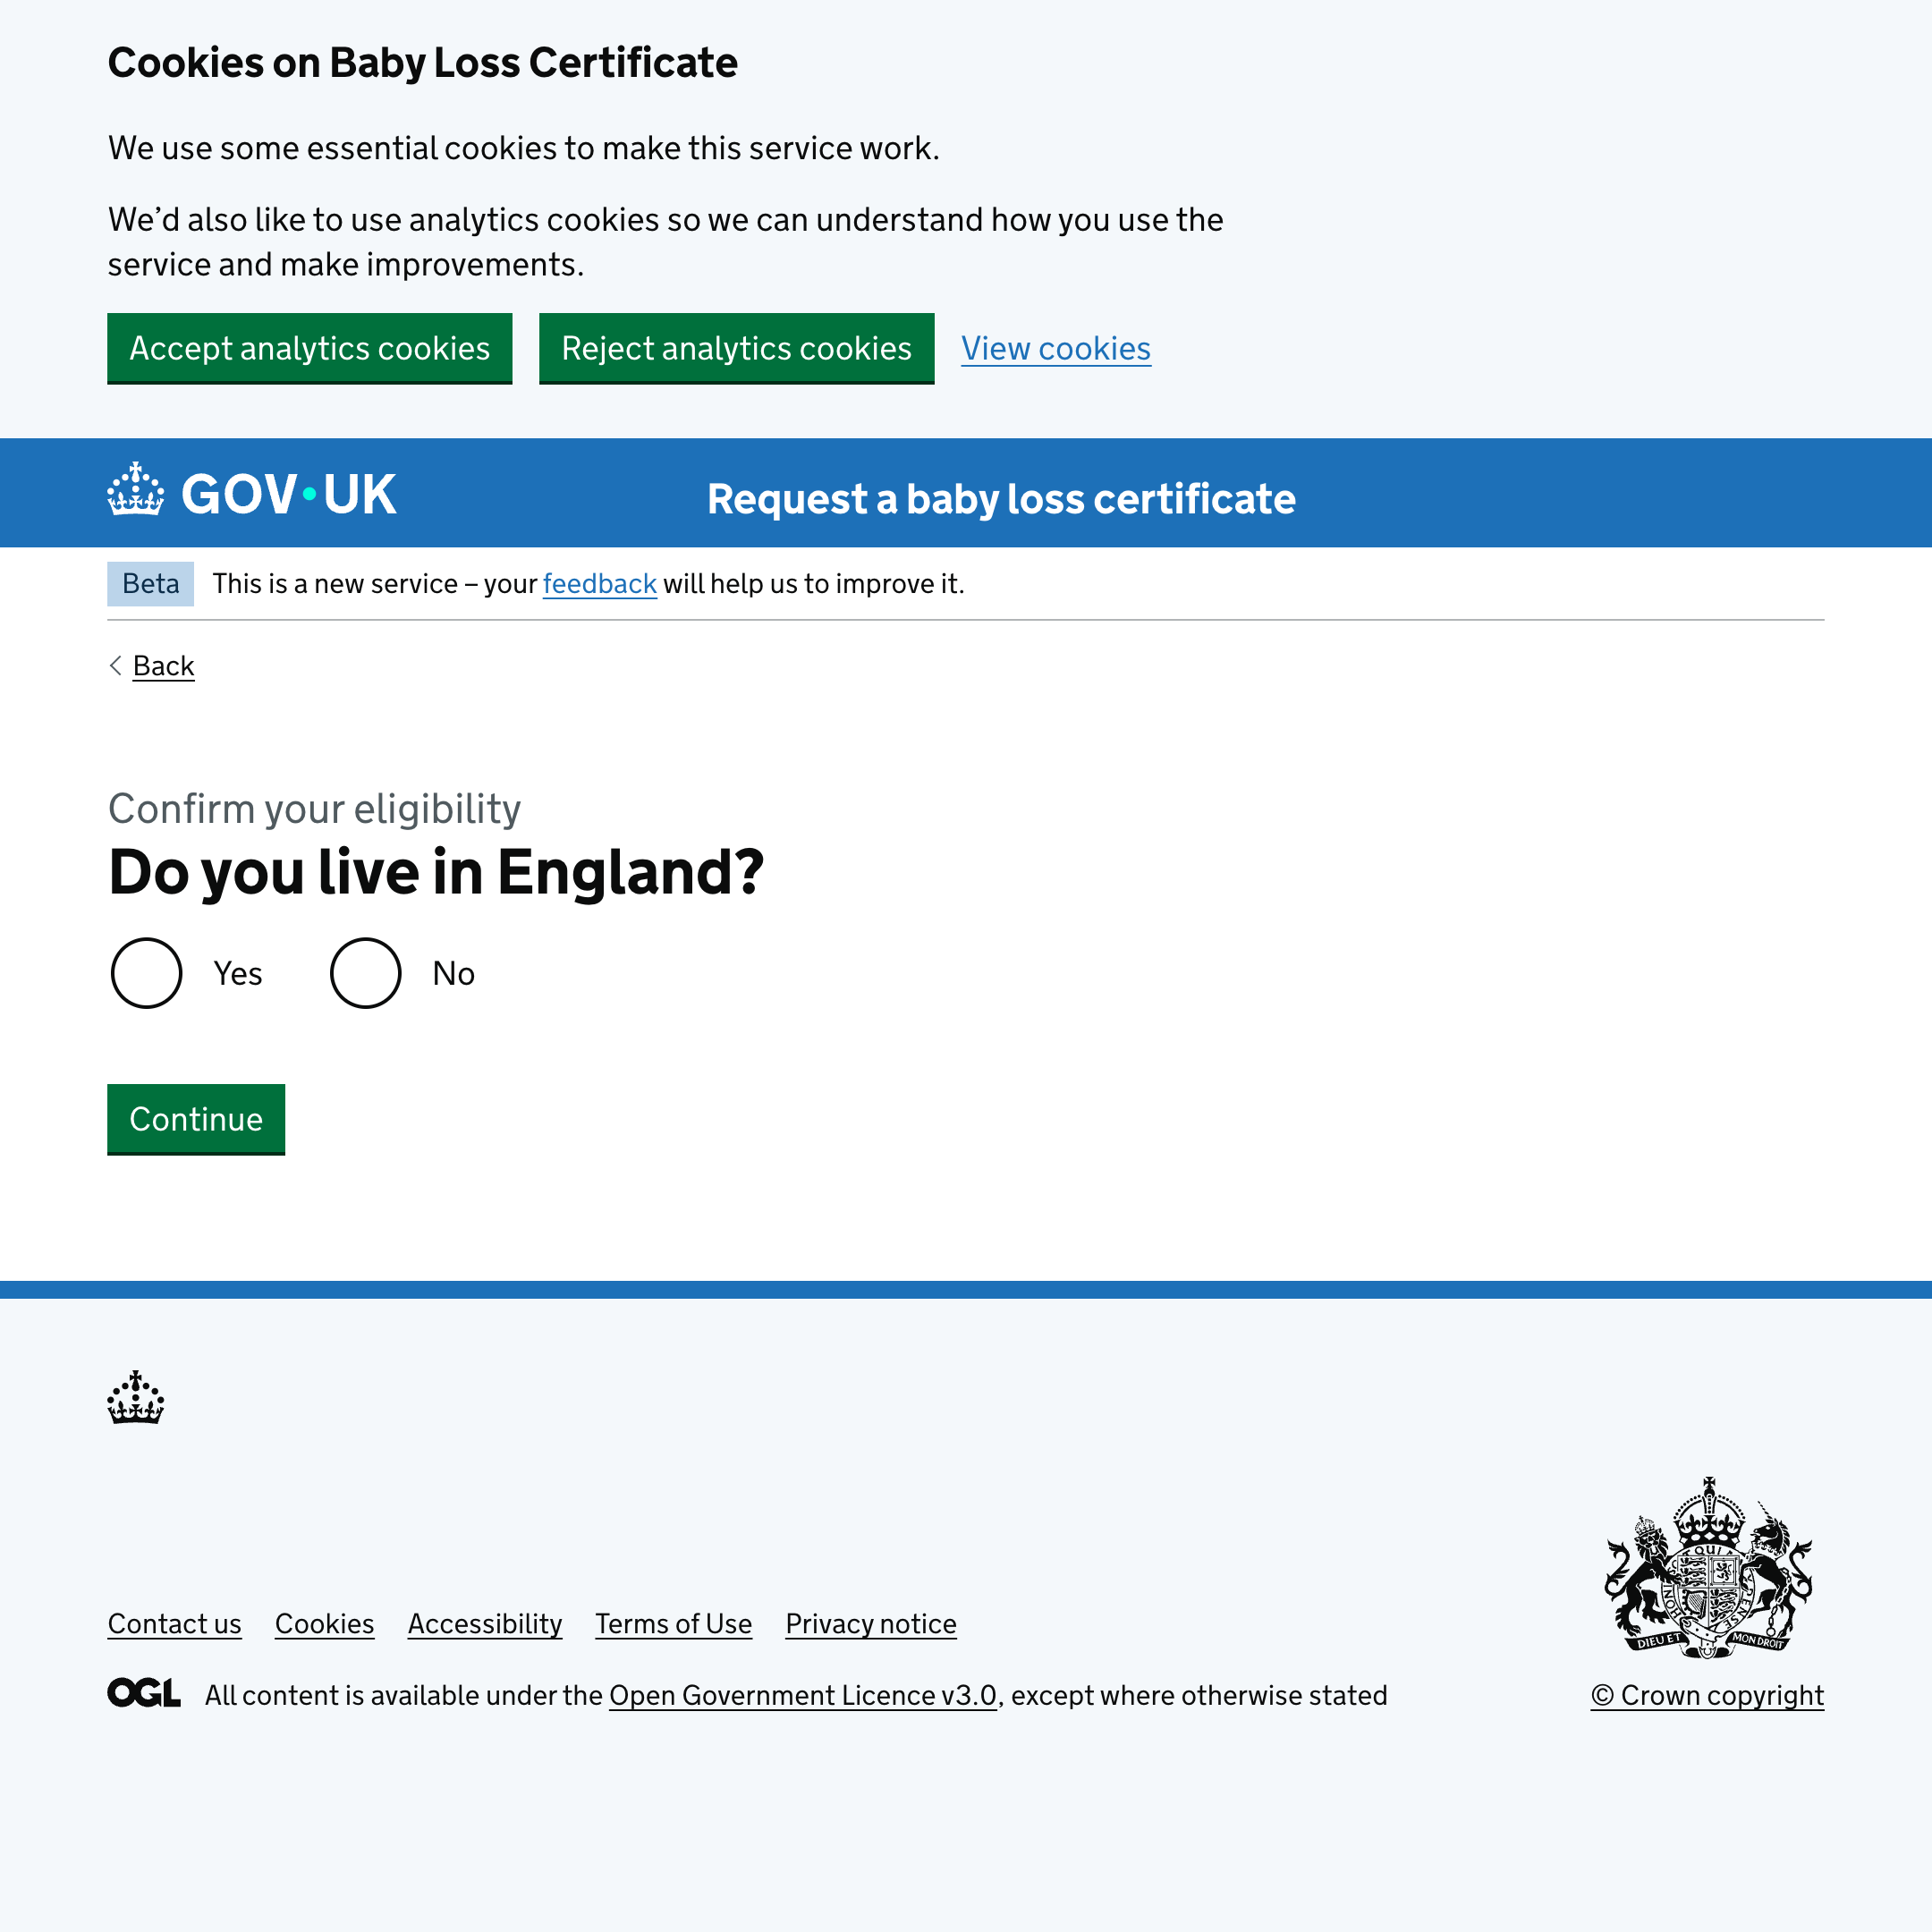 Cookies on Baby Loss Certificate
We use some essential cookies to make this service work.
We’d also like to use analytics cookies so we can understand how you use the
service and make improvements.
Accept analytics cookies Reject analytics cookies View cookies
GOV·UK Request a baby loss certificate
Beta This is a new service – your feedback will help us to improve it.
Back
Confirm your eligibility
Do you live in England?
Yes No
Continue
Contact us Cookies Accessibility Terms of Use Privacy notice
DIEU ET MON DROIT
OGL All content is available under the Open Government Licence v3.0, except where otherwise stated
© Crown copyright